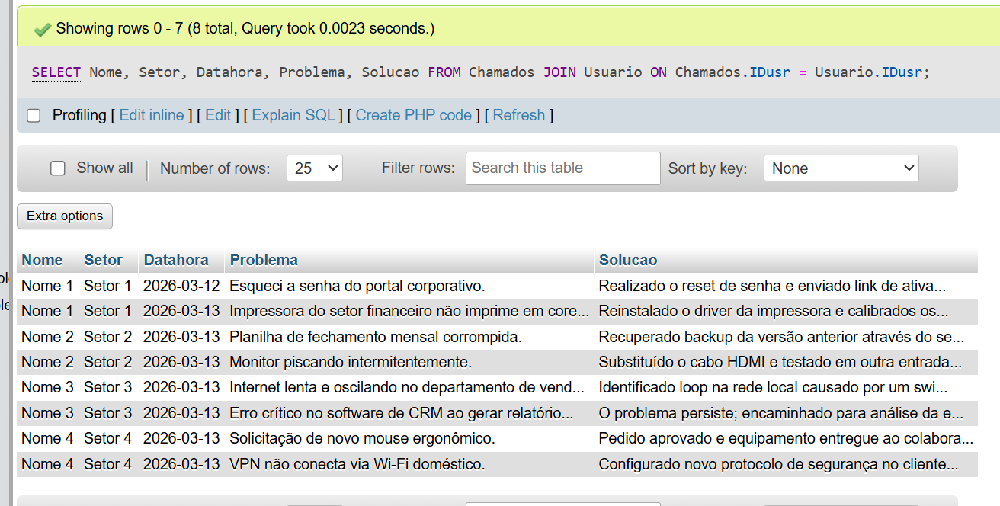 Showing rows 0 - 7 (8 total, Query took 0.0023 seconds.)
SELECT Nome, Setor, Datahora, Problema, Solucao FROM Chamados JOIN Usuario ON Chamados.IDusr = Usuario.IDusr;
Profiling [ Edit inline ] [ Edit ] [ Explain SQL ] [ Create PHP code ] [ Refresh ]
Show all Number of rows: 25 Filter rows: Search this table Sort by key: None
Extra options
Nome Setor Datahora Problema Solucao
Nome 1 Setor 1 2026-03-12 Esqueci a senha do portal corporativo. Realizado o reset de senha e enviado link de ativa...
Nome 1 Setor 1 2026-03-13 Impressora do setor financeiro não imprime em core... Reinstalado o driver da impressora e calibrados os...
Nome 2 Setor 2 2026-03-13 Planilha de fechamento mensal corrompida. Recuperado backup da versão anterior através do se...
Nome 2 Setor 2 2026-03-13 Monitor piscando intermitentemente. Substituído o cabo HDMI e testado em outra entrada...
Nome 3 Setor 3 2026-03-13 Internet lenta e oscilando no departamento de vend... Identificado loop na rede local causado por um swi...
Nome 3 Setor 3 2026-03-13 Erro crítico no software de CRM ao gerar relatório... O problema persiste; encaminhado para análise da e...
Nome 4 Setor 4 2026-03-13 Solicitação de novo mouse ergonômico. Pedido aprovado e equipamento entregue ao colabora...
Nome 4 Setor 4 2026-03-13 VPN não conecta via Wi-Fi doméstico. Configurado novo protocolo de segurança no cliente...